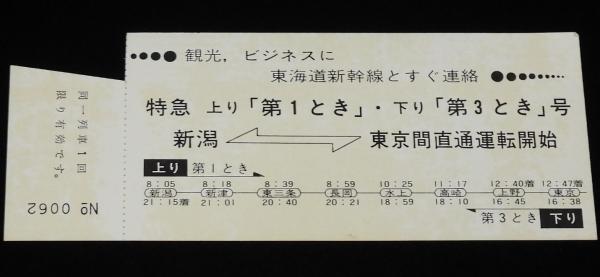 観光,ビジネスに
東海道新幹線とすぐ連絡
特急 上り「第1とき」・下り「第3とき」号
新潟 東京間直通運転開始
上り 第1とき
8:05 8:18 8:39 8:59 10:25 11:17 12:40着 12:47着
新潟 新津 東三条 長岡 水上 高崎 上野 東京
21:15着 21:01 20:40 20:21 18:59 18:10 16:45 16:38
第3とき 下り
同一列車1回
限り有効です。
№ 0062